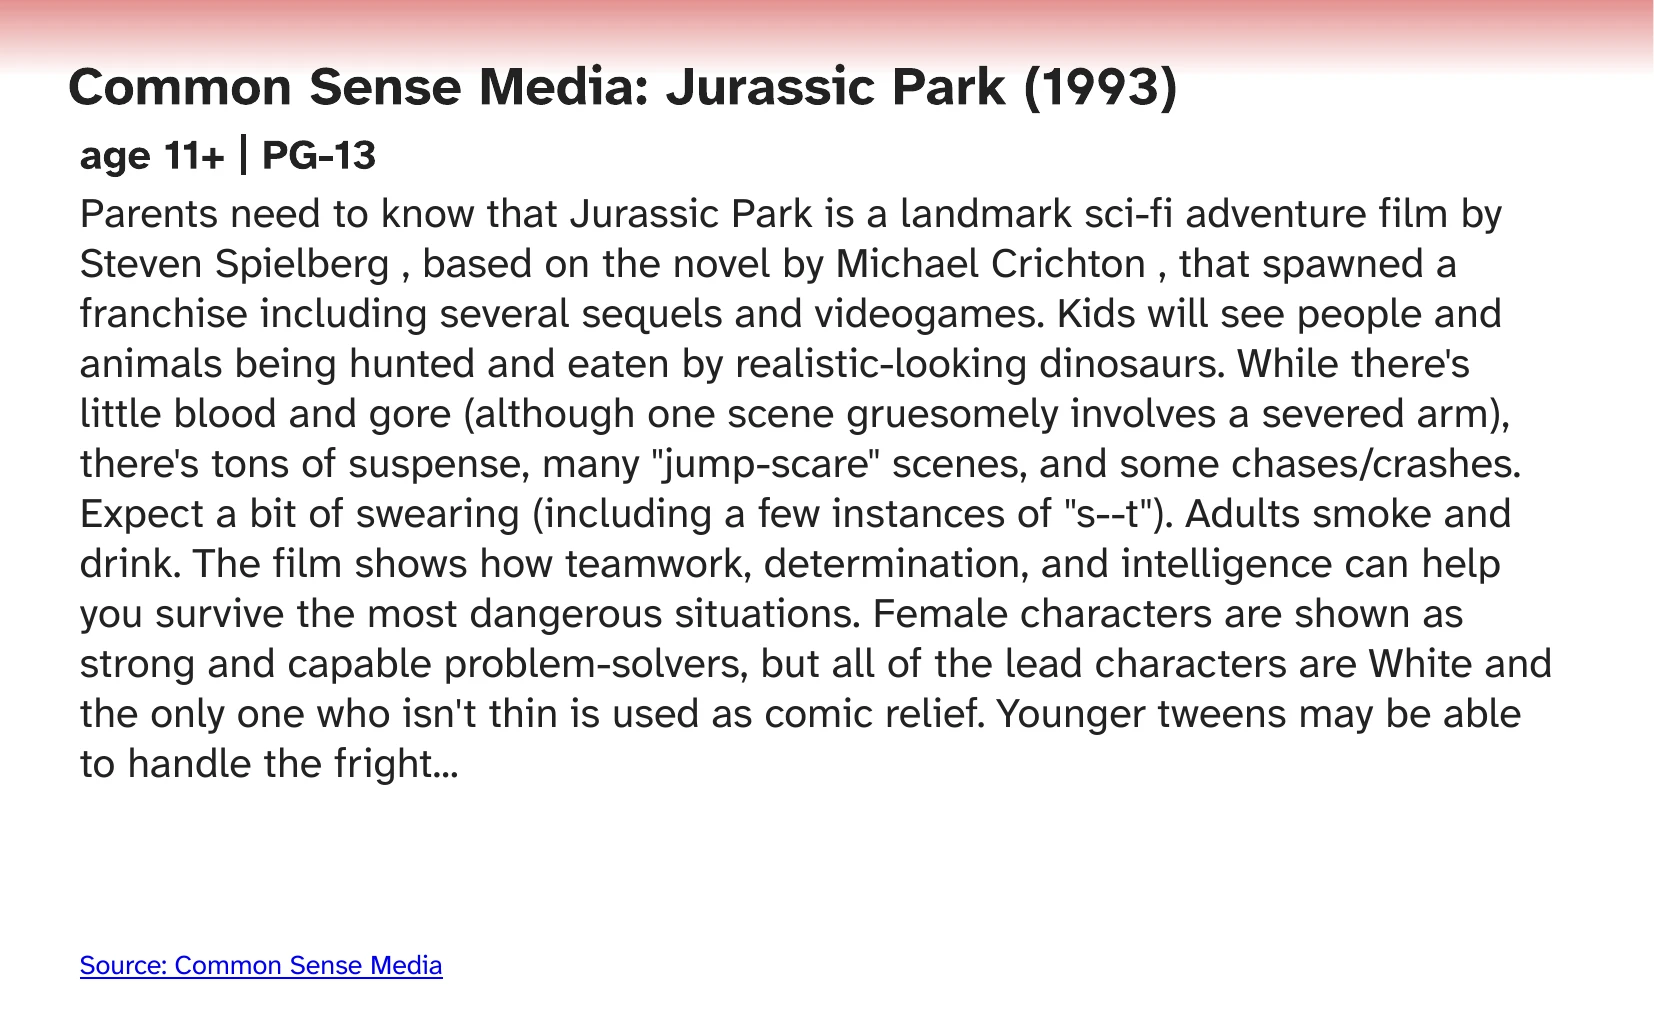 Common Sense Media: Jurassic Park (1993)
age 11+ | PG-13
Parents need to know that Jurassic Park is a landmark sci-fi adventure film by
Steven Spielberg , based on the novel by Michael Crichton , that spawned a
franchise including several sequels and videogames. Kids will see people and
animals being hunted and eaten by realistic-looking dinosaurs. While there's
little blood and gore (although one scene gruesomely involves a severed arm),
there's tons of suspense, many "jump-scare" scenes, and some chases/crashes.
Expect a bit of swearing (including a few instances of "s--t"). Adults smoke and
drink. The film shows how teamwork, determination, and intelligence can help
you survive the most dangerous situations. Female characters are shown as
strong and capable problem-solvers, but all of the lead characters are White and
the only one who isn't thin is used as comic relief. Younger tweens may be able
to handle the fright...
Source: Common Sense Media